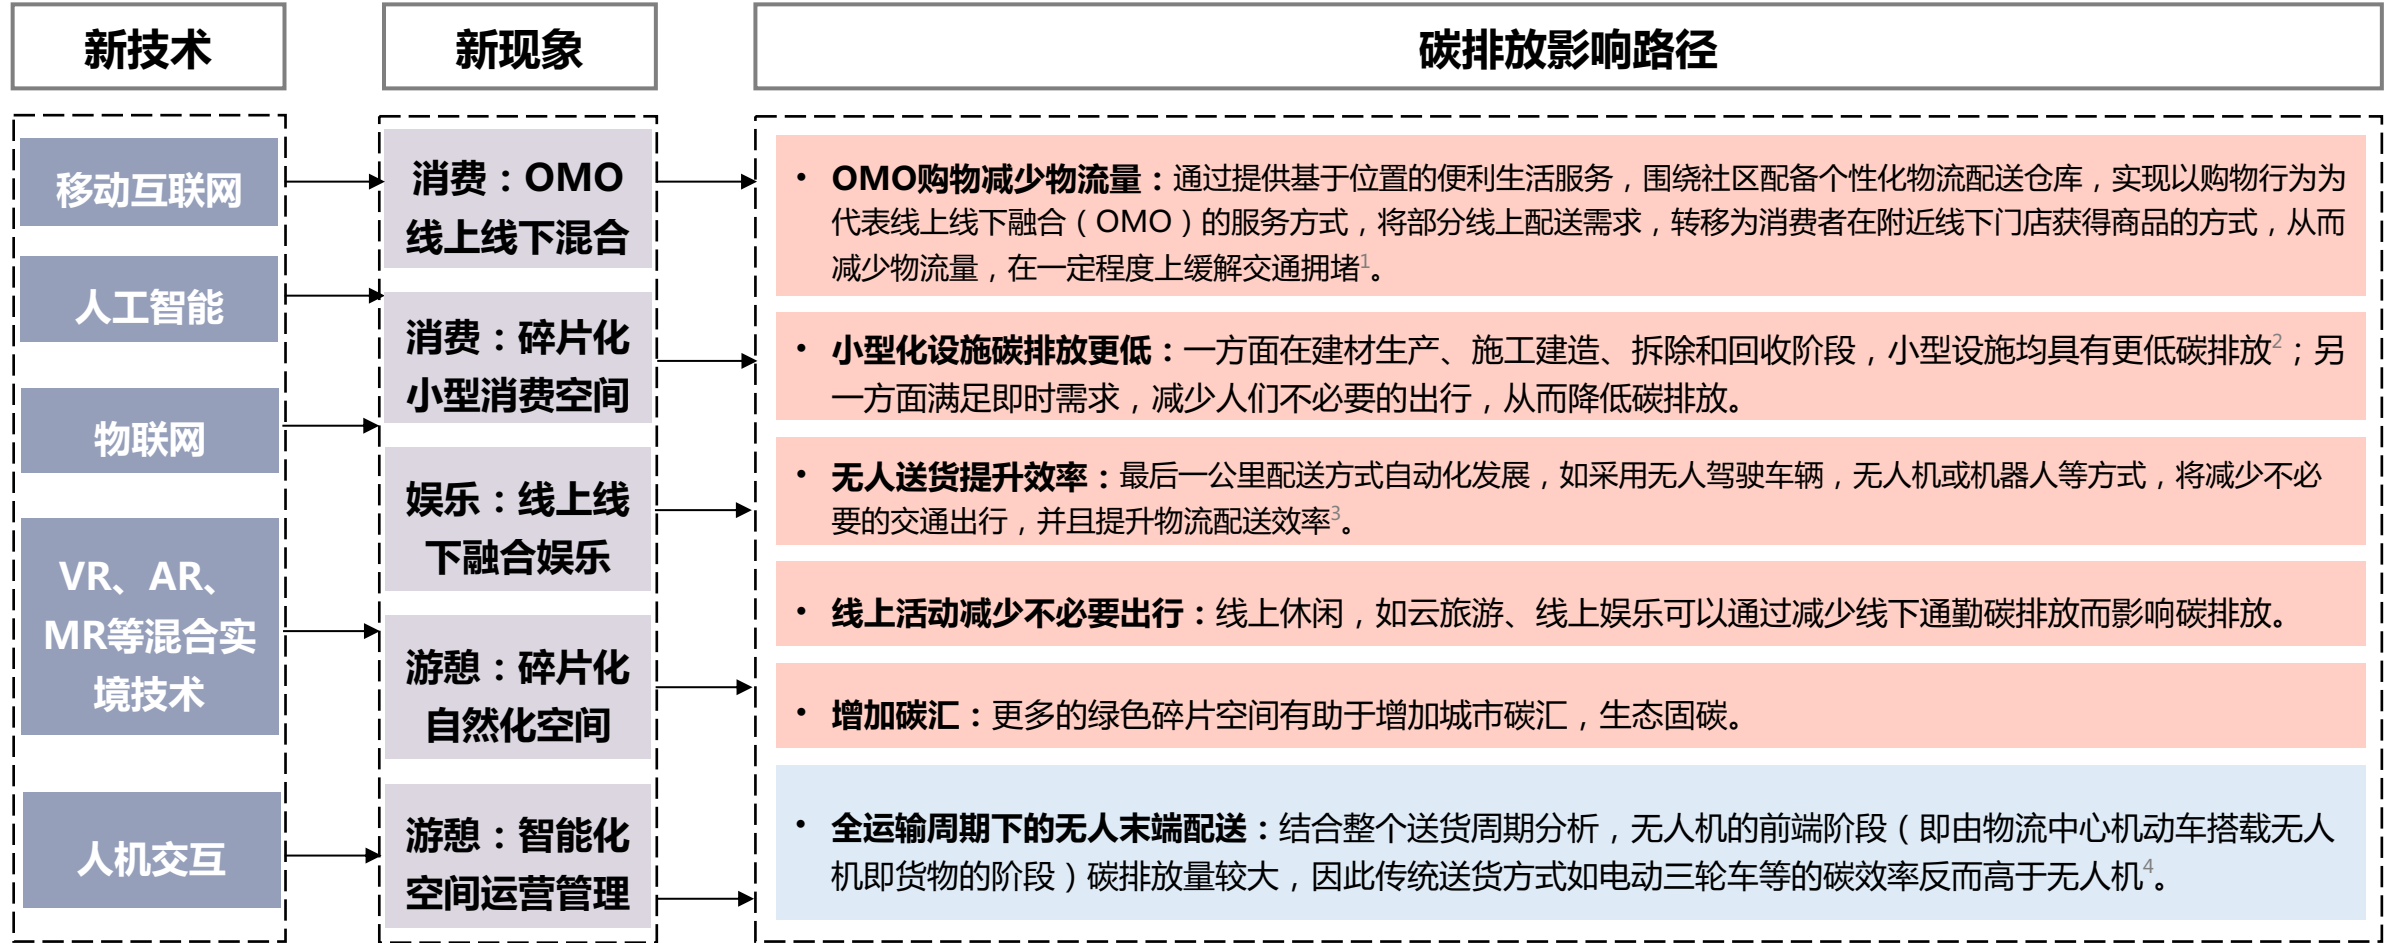 新技术
新现象
碳排放影响路径
移动互联网
人工智能
物联网
VR、AR、
MR等混合实
境技术
人机交互
消费：OMO
线上线下混合
消费：碎片化
小型消费空间
娱乐：线上线
下融合娱乐
游憩：碎片化
自然化空间
游憩：智能化
空间运营管理
• OMO购物减少物流量：通过提供基于位置的便利生活服务，围绕社区配备个性化物流配送仓库，实现以购物行为为
代表线上线下融合（OMO）的服务方式，将部分线上配送需求，转移为消费者在附近线下门店获得商品的方式，从而
减少物流量，在一定程度上缓解交通拥堵1。
• 小型化设施碳排放更低：一方面在建材生产、施工建造、拆除和回收阶段，小型设施均具有更低碳排放2；另
一方面满足即时需求，减少人们不必要的出行，从而降低碳排放。
• 无人送货提升效率：最后一公里配送方式自动化发展，如采用无人驾驶车辆，无人机或机器人等方式，将减少不必
要的交通出行，并且提升物流配送效率3。
• 线上活动减少不必要出行：线上休闲，如云旅游、线上娱乐可以通过减少线下通勤碳排放而影响碳排放。
• 增加碳汇：更多的绿色碎片空间有助于增加城市碳汇，生态固碳。
• 全运输周期下的无人末端配送：结合整个送货周期分析，无人机的前端阶段（即由物流中心机动车搭载无人
机即货物的阶段）碳排放量较大，因此传统送货方式如电动三轮车等的碳效率反而高于无人机4。